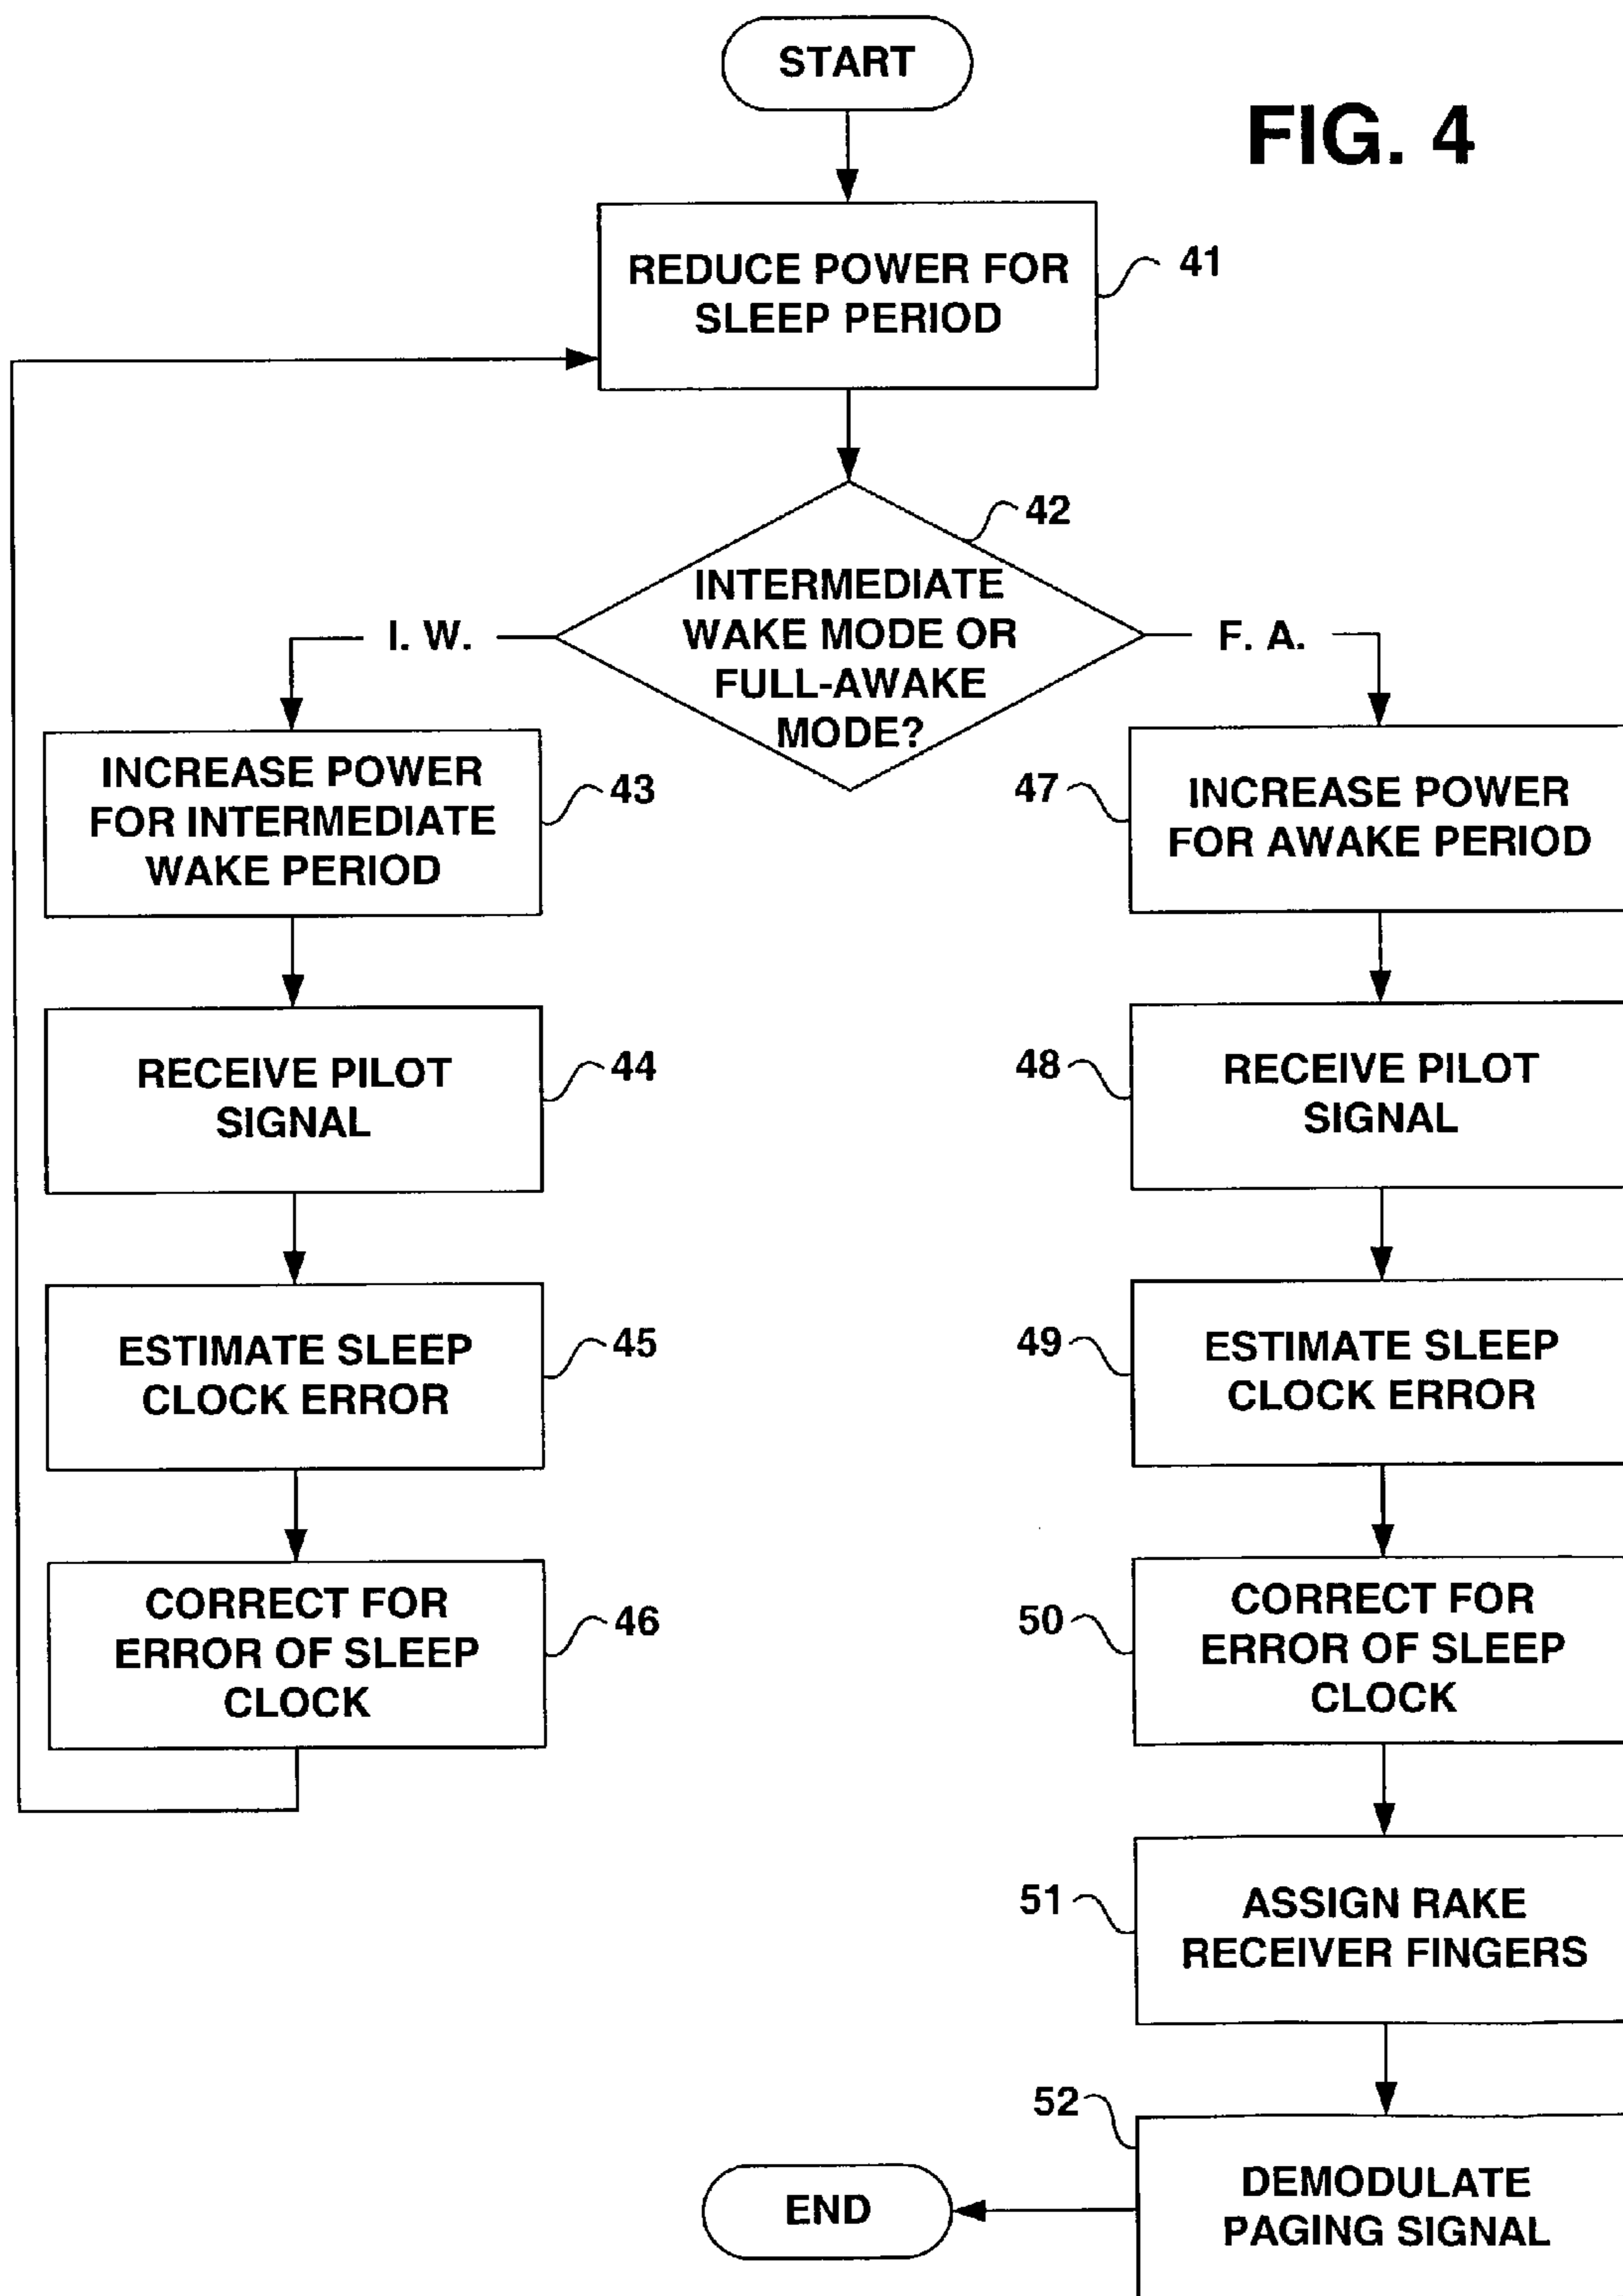 START
FIG. 4
REDUCE POWER FOR
SLEEP PERIOD
41
42
INTERMEDIATE
WAKE MODE OR
FULL-AWAKE
MODE?
I. W.
F. A.
INCREASE POWER
FOR INTERMEDIATE
WAKE PERIOD
43
47
INCREASE POWER
FOR AWAKE PERIOD
RECEIVE PILOT
SIGNAL
44
48
RECEIVE PILOT
SIGNAL
ESTIMATE SLEEP
CLOCK ERROR
45
49
ESTIMATE SLEEP
CLOCK ERROR
CORRECT FOR
ERROR OF SLEEP
CLOCK
46
50
CORRECT FOR
ERROR OF SLEEP
CLOCK
51
ASSIGN RAKE
RECEIVER FINGERS
52
DEMODULATE
PAGING SIGNAL
END